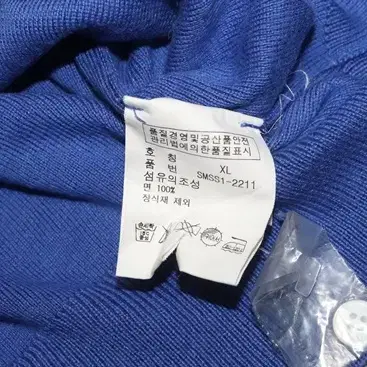 품질경영및공산품안전
관리법에의한품질표시
호 칭 XL
품 번 SMSS1-2211
섬유의조성
면 100%
장식재 제외